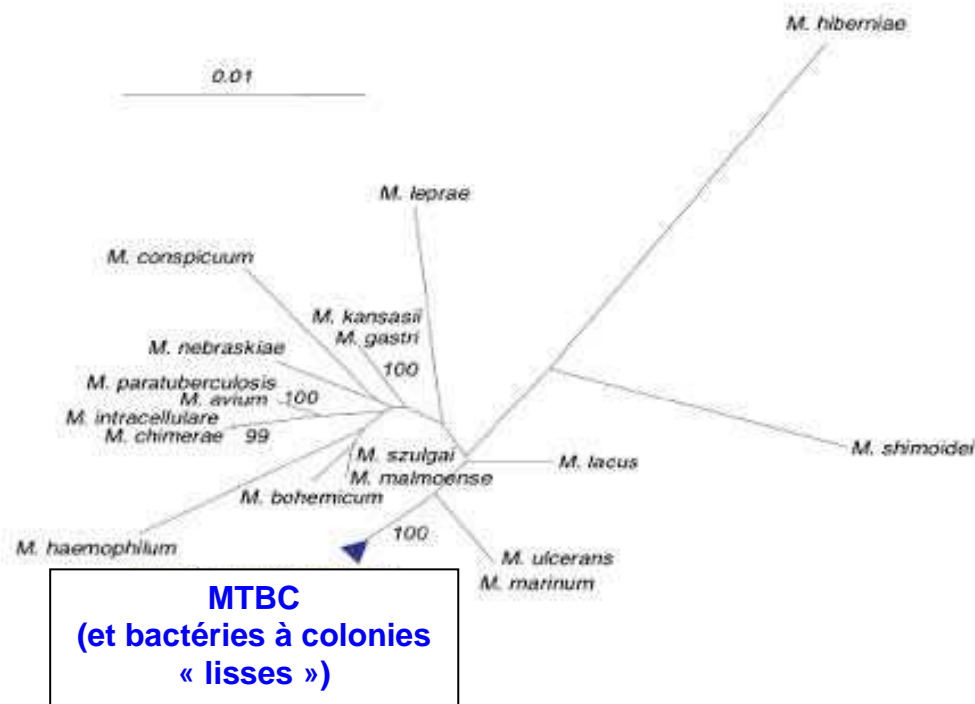 M. hiberniae
0.01
M. leprae
M. conspicuum
M. kansasii
M. gastri
100
M. nebraskiae
M. paratuberculosis
M. avium 100
M. intracellulare
M. chimerae 99
M. szulgai
M. malmoense
M. bohemicum
M. lacus
M. shimoidei
M. haemophilum
100
M. ulcerans
M. marinum
MTBC
(et bactéries à colonies
« lisses »)